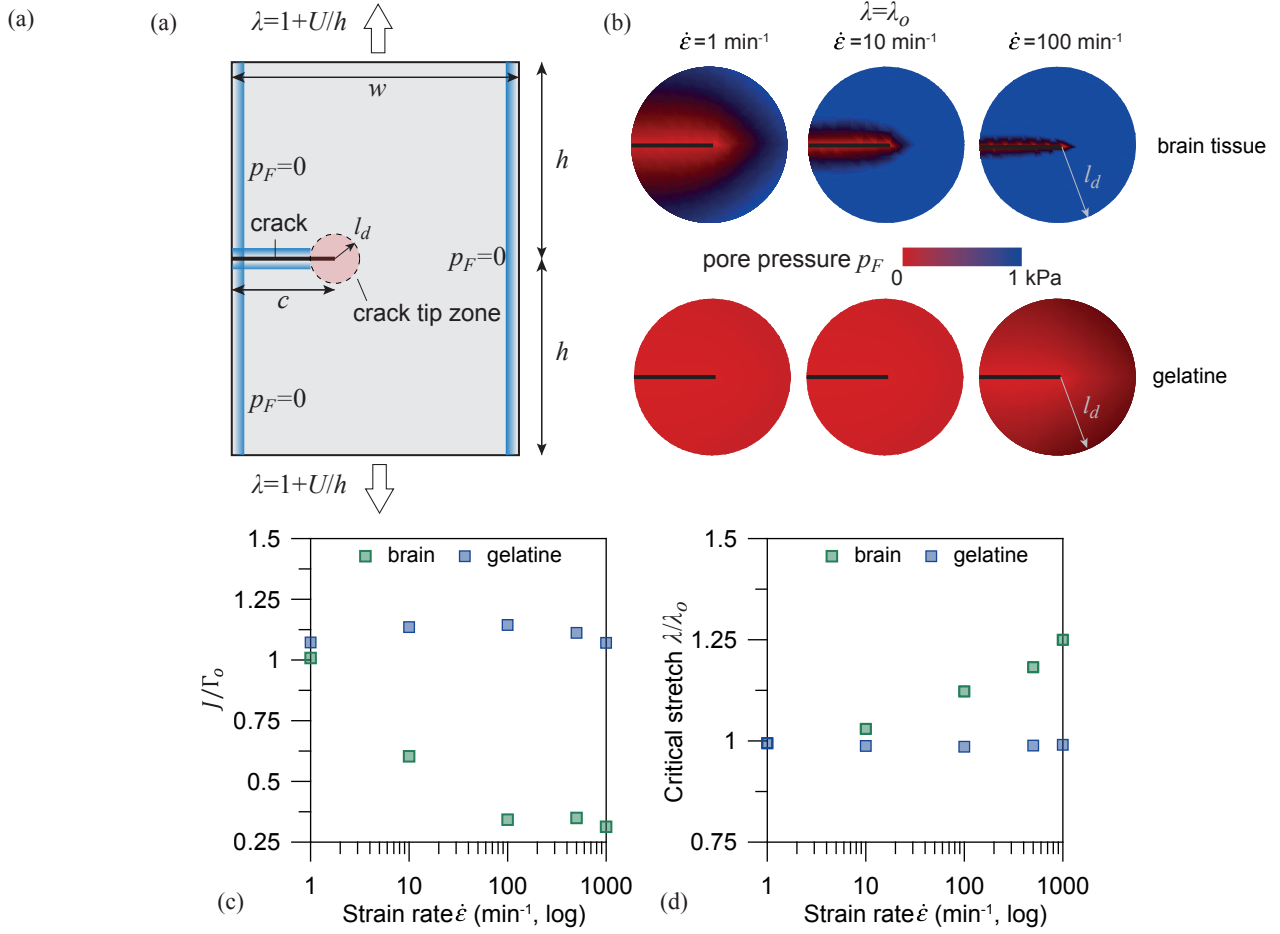 (a)
(a)
λ=1+U/h
w
h
p_F=0
crack
l_d
p_F=0
c
crack tip zone
h
p_F=0
λ=1+U/h
(b)
λ=λ_o
ε̇=1 min⁻¹
ε̇=10 min⁻¹
ε̇=100 min⁻¹
brain tissue
l_d
pore pressure p_F
0
1 kPa
gelatine
l_d
1.5
1.25
1
0.75
0.5
0.25
J/Γ_o
brain
gelatine
1
10
100
1000
(c)
Strain rate ε̇ (min⁻¹, log)
1.5
1.25
1
0.75
Critical stretch λ/λ_o
brain
gelatine
1
10
100
1000
(d)
Strain rate ε̇ (min⁻¹, log)